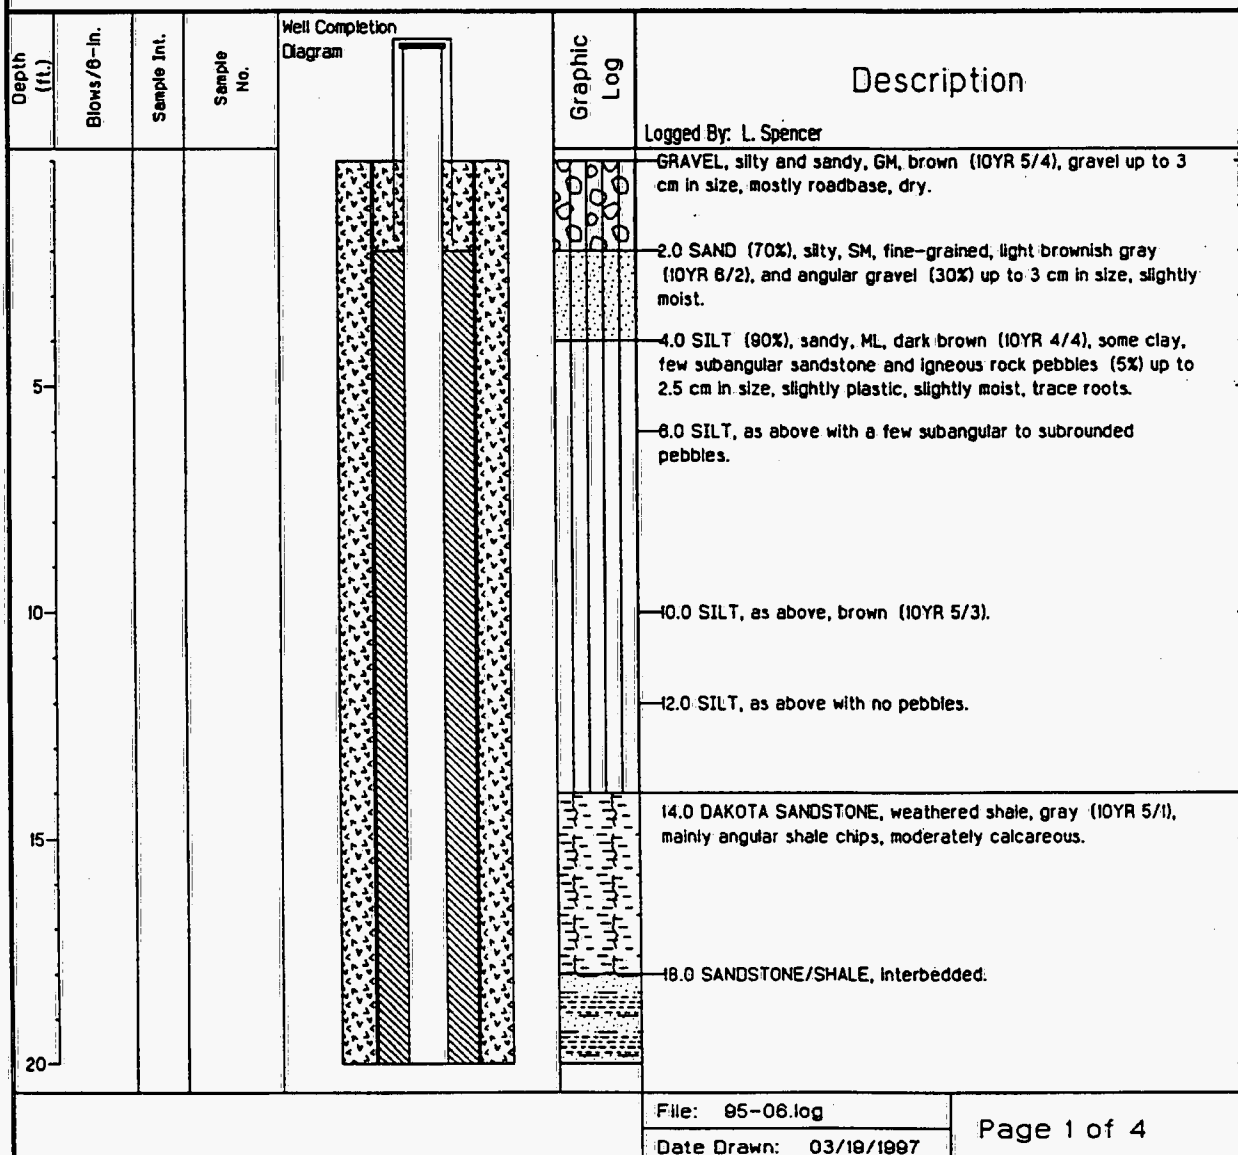 Depth (ft.)
Blows/6-in.
Sample Int.
Sample No.
Well Completion
Diagram
Graphic Log
Description
Logged By: L. Spencer
GRAVEL, silty and sandy, GM, brown (10YR 5/4), gravel up to 3
cm in size, mostly roadbase, dry.
2.0 SAND (70%), silty, SM, fine-grained, light brownish gray
(10YR 6/2), and angular gravel (30%) up to 3 cm in size, slightly
moist.
4.0 SILT (90%), sandy, ML, dark brown (10YR 4/4), some clay,
few subangular sandstone and igneous rock pebbles (5%) up to
2.5 cm in size, slightly plastic, slightly moist, trace roots.
5
6.0 SILT, as above with a few subangular to subrounded
pebbles.
10
10.0 SILT, as above, brown (10YR 5/3).
12.0 SILT, as above with no pebbles.
14.0 DAKOTA SANDSTONE, weathered shale, gray (10YR 5/1),
mainly angular shale chips, moderately calcareous.
15
18.0 SANDSTONE/SHALE, interbedded.
20
File: 95-06.log
Date Drawn: 03/19/1997
Page 1 of 4